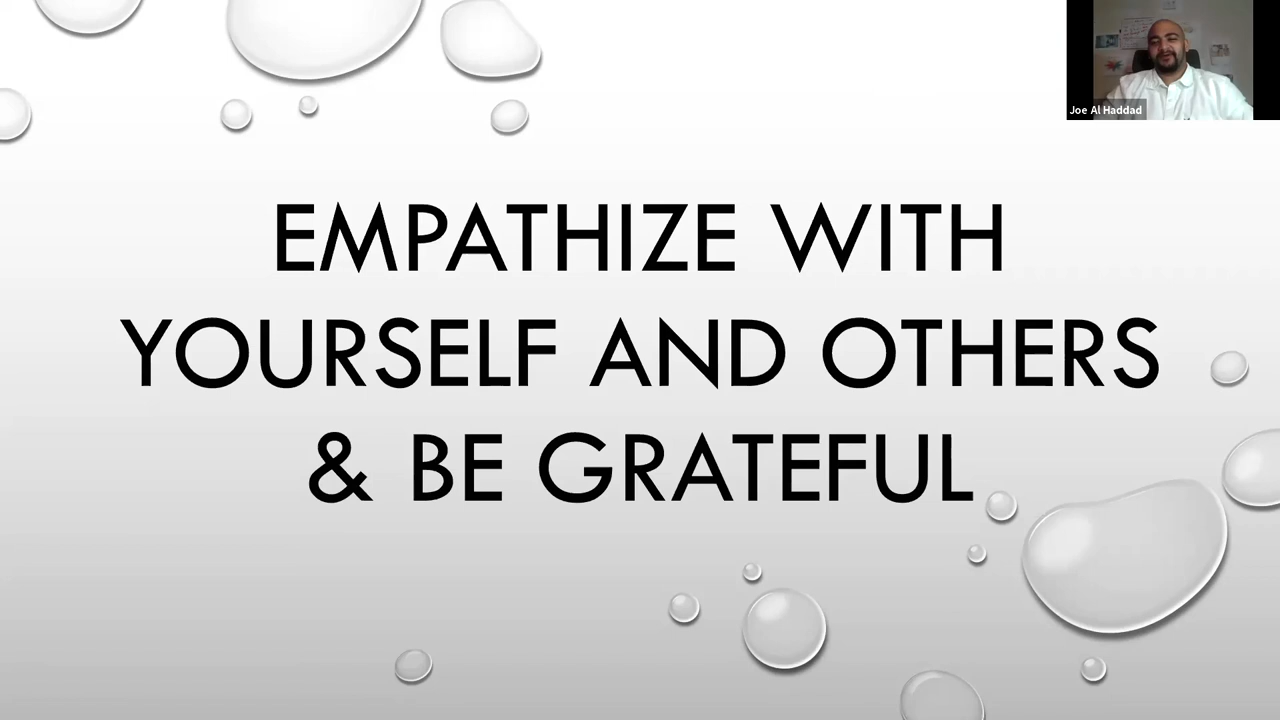 Joe Al Haddad
EMPATHIZE WITH
YOURSELF AND OTHERS
& BE GRATEFUL